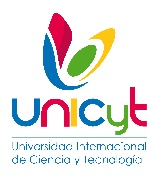 unicyt
Universidad Internacional
de Ciencia y Tecnología